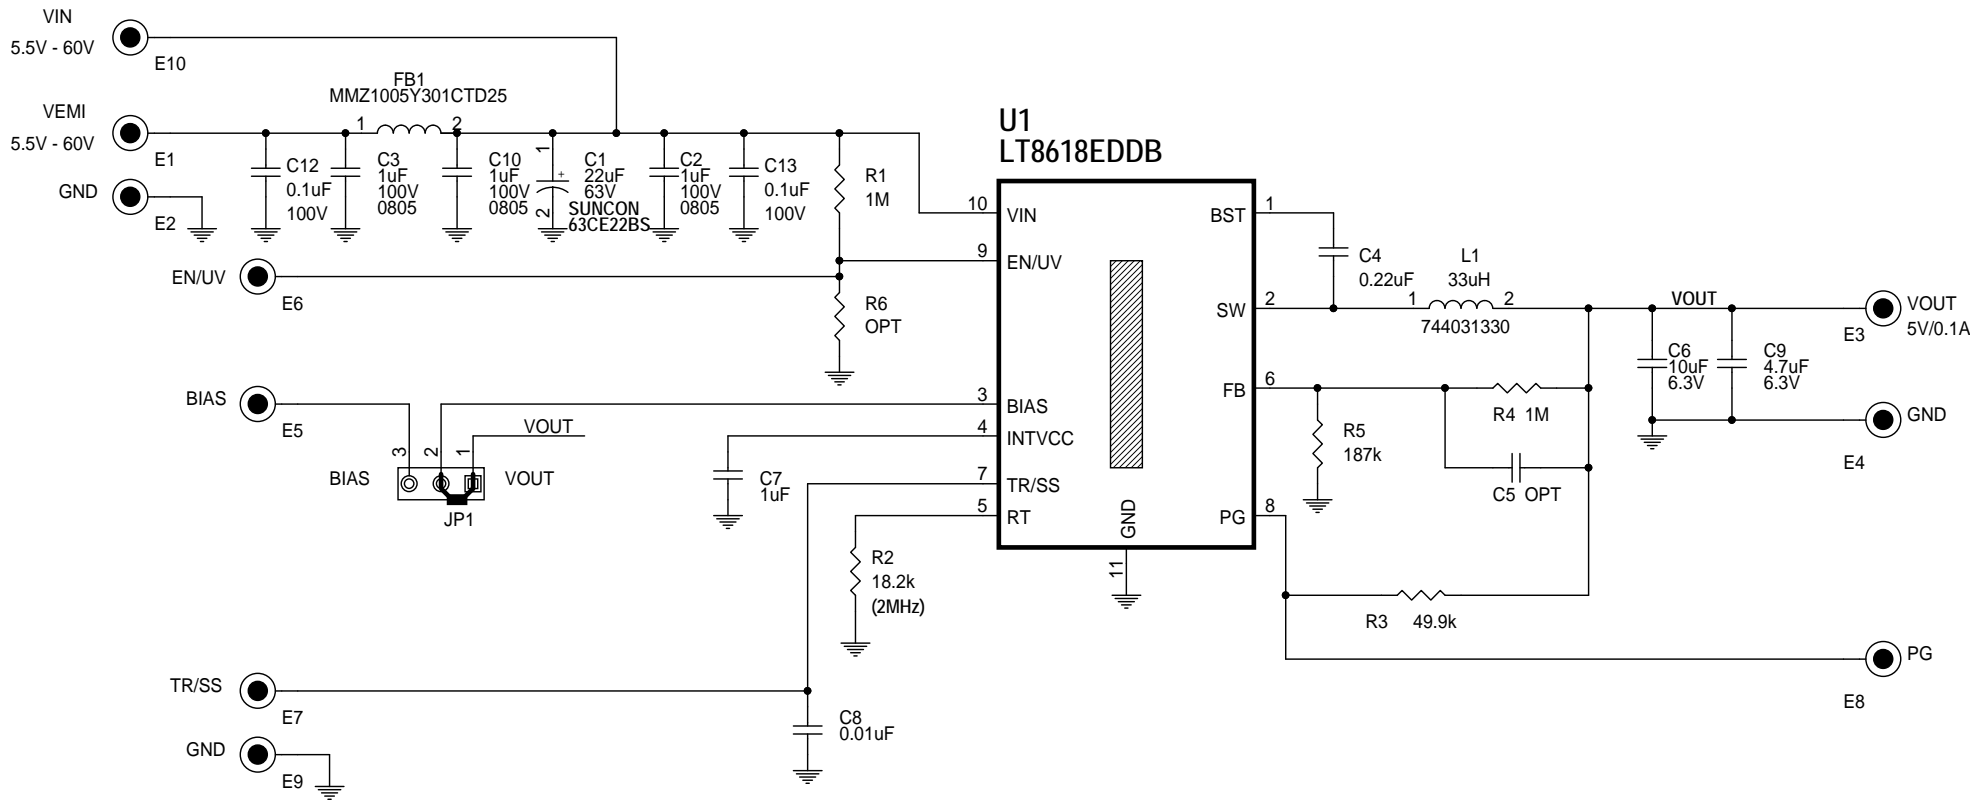 VIN
5.5V - 60V
E10
FB1
MMZ1005Y301CTD25
VEMI
5.5V - 60V
E1
1
2
GND
E2
C12
0.1uF
100V
C3
1uF
100V
0805
C10
1uF
100V
0805
1
+
2
C1
22uF
63V
SUNCON
63CE22BS
C2
1uF
100V
0805
C13
0.1uF
100V
R1
1M
EN/UV
E6
R6
OPT
BIAS
E5
3
2
1
VOUT
BIAS
VOUT
JP1
C7
1uF
R2
18.2k
(2MHz)
TR/SS
E7
C8
0.01uF
GND
E9
U1
LT8618EDDB
10
VIN
9
EN/UV
3
BIAS
4
INTVCC
7
TR/SS
5
RT
GND
11
BST
1
SW
2
FB
6
PG
8
C4
0.22uF
L1
33uH
1
2
744031330
R5
187k
R4 1M
C5 OPT
R3 49.9k
VOUT
C6
10uF
6.3V
C9
4.7uF
6.3V
VOUT
5V/0.1A
E3
GND
E4
PG
E8